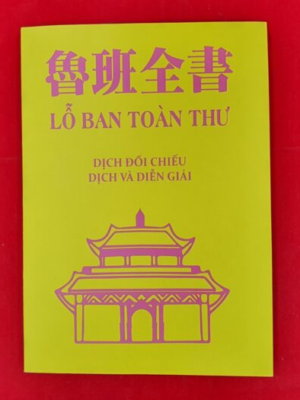 魯班全書
LỖ BAN TOÀN THƯ
DỊCH ĐỐI CHIẾU
DỊCH VÀ DIỄN GIẢI